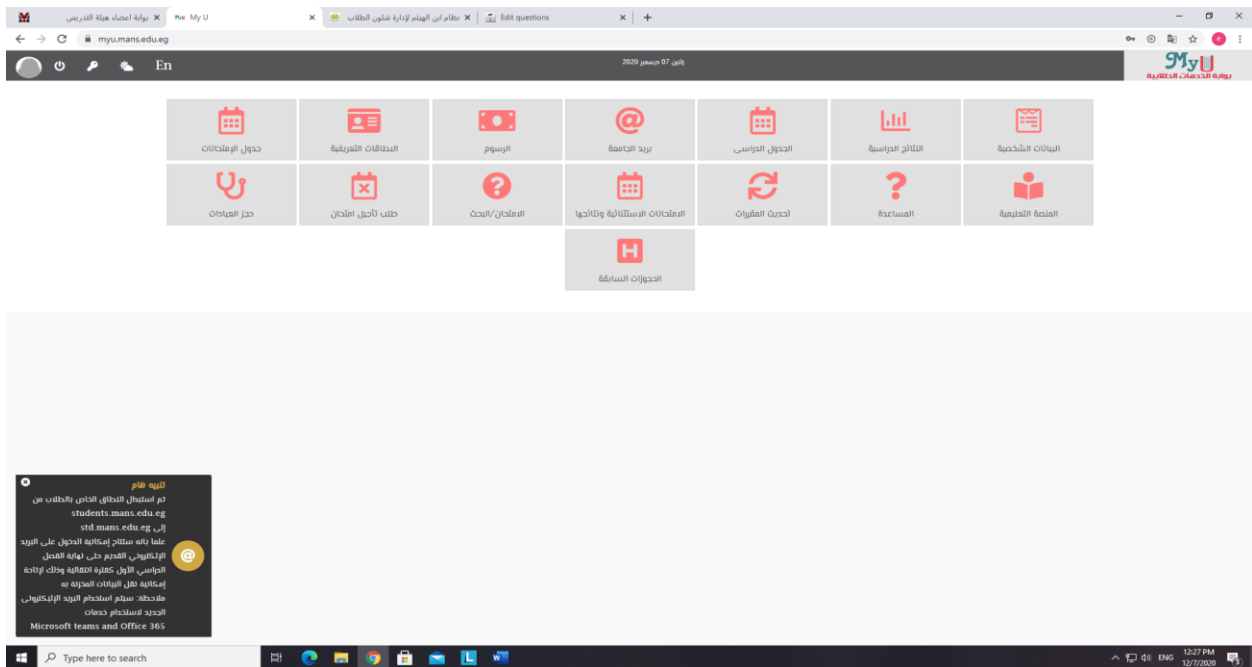 بوابة اعضاء هيئة التدريس
My U
نظام ابن الهيثم لإدارة شئون الطلاب
Edit questions
myu.mans.edu.eg
En
إثنين 07 ديسمبر 2020
MyU
بوابة الخدمات الطلابية
البيانات الشخصية
النتائج الدراسية
الجدول الدراسى
بريد الجامعة
الرسوم
البطاقات التعريفية
جدول الإمتحانات
المنصة التعليمية
المساعدة
تحديث المقررات
الامتحانات الاستثنائية ونتائجها
الامتحان/البحث
طلب تأجيل امتحان
حجز العيادات
الحجوزات السابقة
تنبيه هام
تم استبدال النطاق الخاص بالطلاب من
students.mans.edu.eg
إلى std.mans.edu.eg
علما بانه ستتاح إمكانية الدخول على البريد
الإلكترونى القديم حتى نهاية الفصل
الدراسي الأول كفترة انتقالية وذلك لإتاحة
إمكانية نقل البيانات المخزنة به
ملاحظة: سيتم استخدام البريد الإليكترونى
الجديد لاستخدام خدمات
Microsoft teams and Office 365
Type here to search
ENG
12:27 PM
12/7/2020